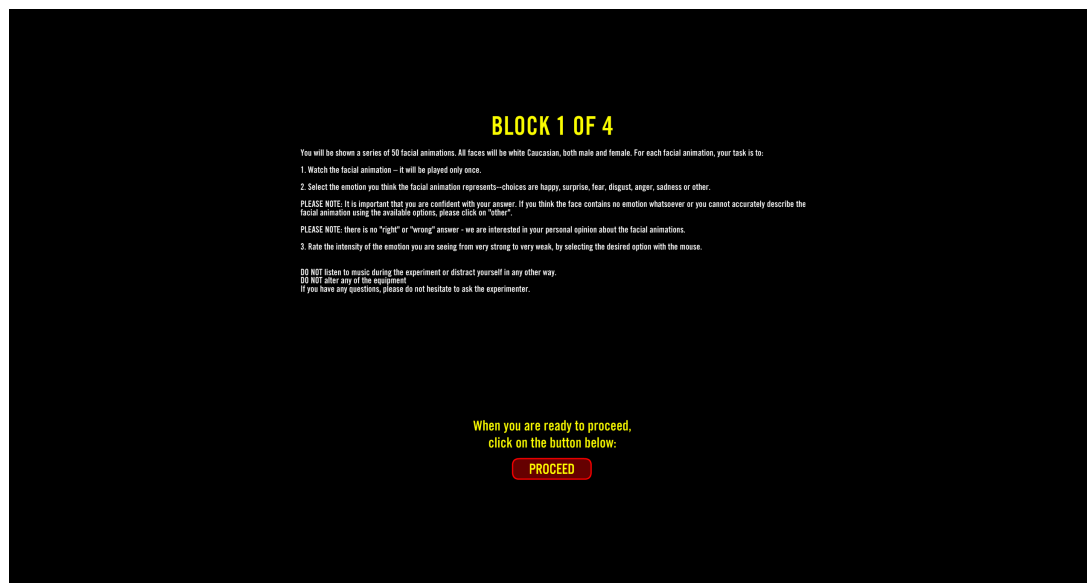 BLOCK 1 OF 4
You will be shown a series of 50 facial animations. All faces will be white Caucasian, both male and female. For each facial animation, your task is to:
1. Watch the facial animation – it will be played only once.
2. Select the emotion you think the facial animation represents--choices are happy, surprise, fear, disgust, anger, sadness or other.
PLEASE NOTE: It is important that you are confident with your answer. If you think the face contains no emotion whatsoever or you cannot accurately describe the
facial animation using the available options, please click on "other".
PLEASE NOTE: there is no "right" or "wrong" answer - we are interested in your personal opinion about the facial animations.
3. Rate the intensity of the emotion you are seeing from very strong to very weak, by selecting the desired option with the mouse.
DO NOT listen to music during the experiment or distract yourself in any other way.
DO NOT alter any of the equipment
If you have any questions, please do not hesitate to ask the experimenter.
When you are ready to proceed,
click on the button below:
PROCEED